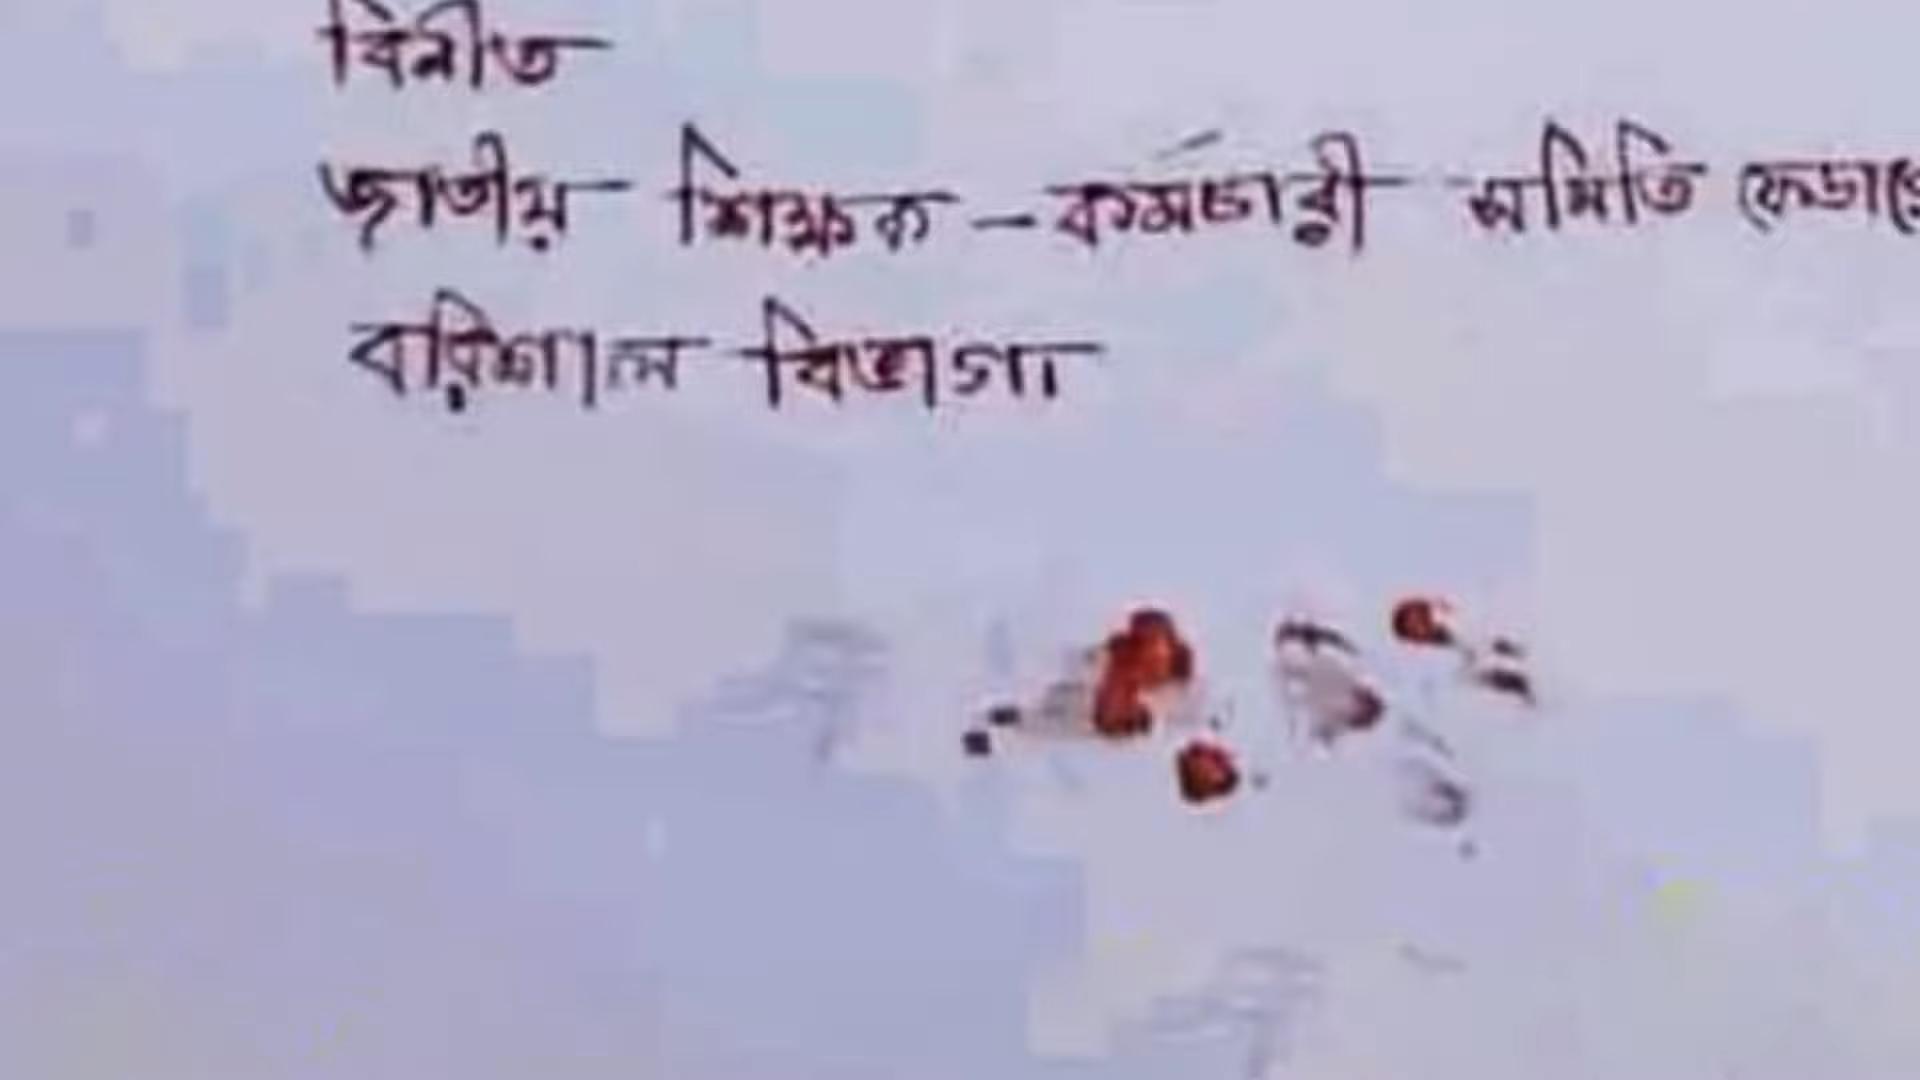 বিনীত
জাতীয় শিক্ষক - কর্মচারী সমিতি ফেডারে
বরিশাল বিভাগ।